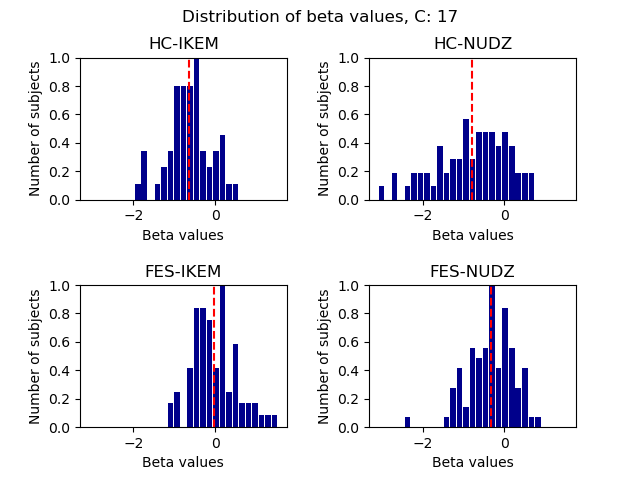 Distribution of beta values, C: 17
HC-IKEM
1.0
0.8
0.6
0.4
0.2
0.0
Number of subjects
−2
0
Beta values
HC-NUDZ
1.0
0.8
0.6
0.4
0.2
0.0
Number of subjects
−2
0
Beta values
FES-IKEM
1.0
0.8
0.6
0.4
0.2
0.0
Number of subjects
−2
0
Beta values
FES-NUDZ
1.0
0.8
0.6
0.4
0.2
0.0
Number of subjects
−2
0
Beta values